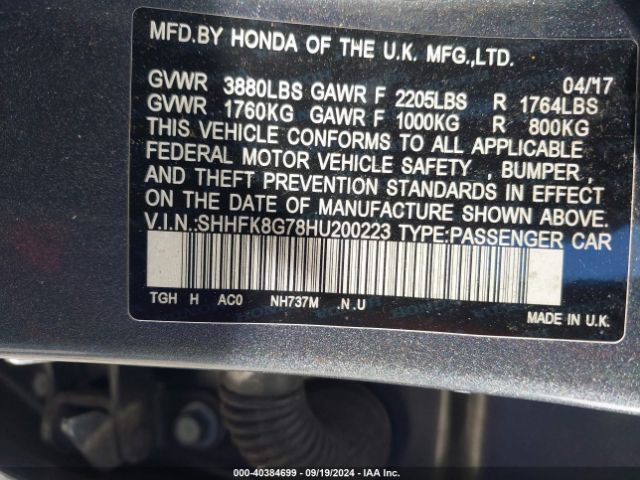 MFD.BY HONDA OF THE U.K. MFG.,LTD.
04/'17
GVWR 3880LBS GAWR F 2205LBS R 1764LBS
GVWR 1760KG GAWR F 1000KG R 800KG
THIS VEHICLE CONFORMS TO ALL APPLICABLE
FEDERAL MOTOR VEHICLE SAFETY , BUMPER ,
AND THEFT PREVENTION STANDARDS IN EFFECT
ON THE DATE OF MANUFACTURE SHOWN ABOVE.
V.I.N.:SHHFK8G78HU200223 TYPE:PASSENGER CAR
TGH H AC0 NH737M .N .U
MADE IN U.K.
000-40384699 - 09/19/2024 - IAA Inc.